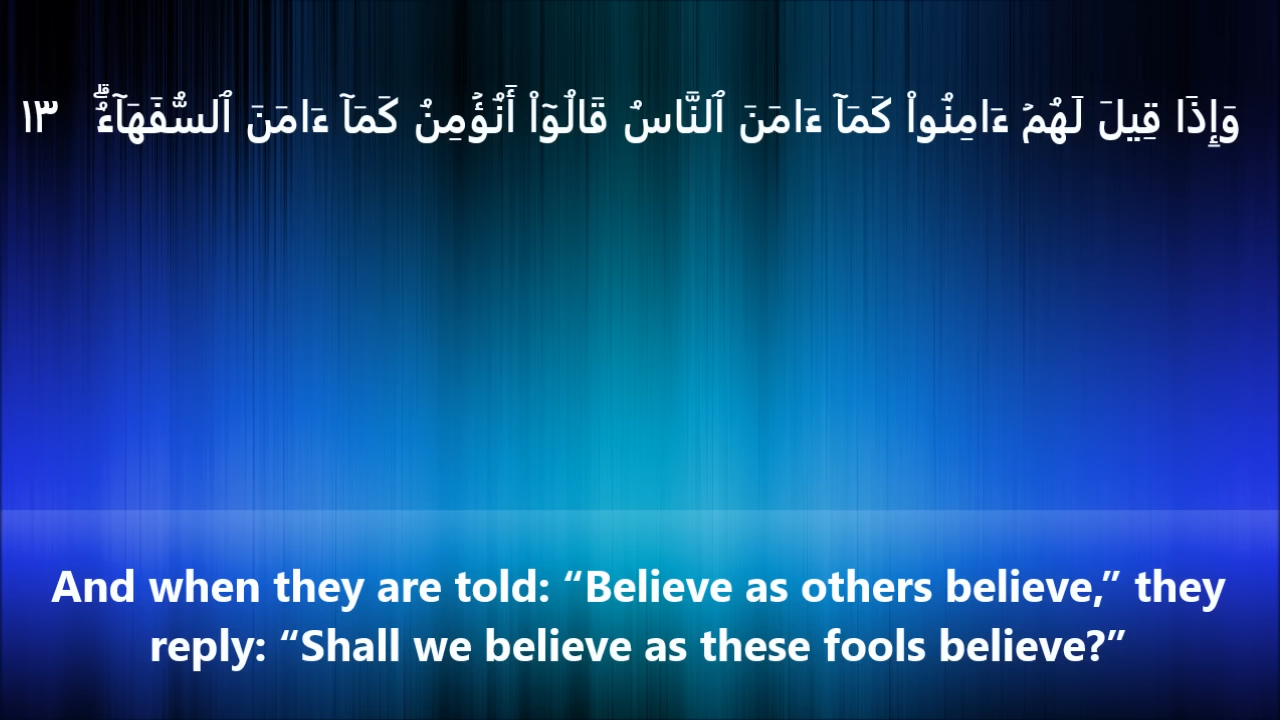 وَإِذَا قِيلَ لَهُمۡ ءَامِنُواْ كَمَآ ءَامَنَ ٱلنَّاسُ قَالُوٓاْ أَنُؤۡمِنُ كَمَآ ءَامَنَ ٱلسُّفَهَآءُۗ ١٣
And when they are told: “Believe as others believe,” they
reply: “Shall we believe as these fools believe?”